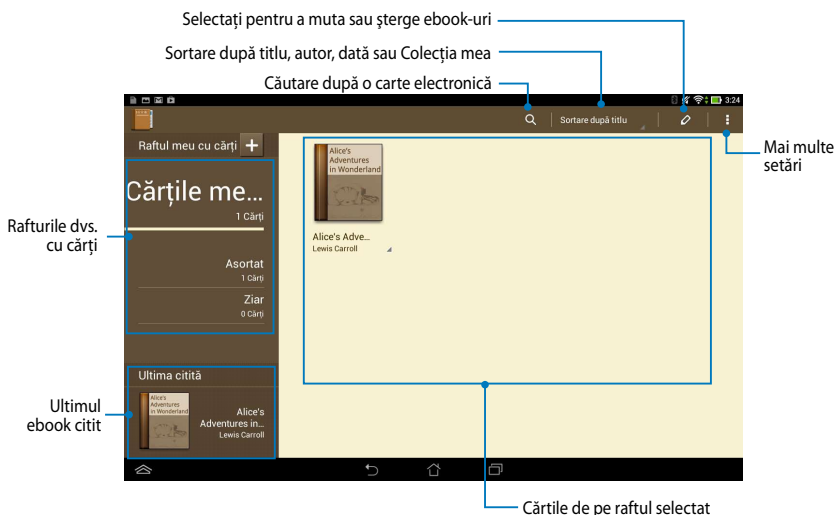 Selectați pentru a muta sau șterge ebook-uri
Sortare după titlu, autor, dată sau Colecția mea
Căutare după o carte electronică
3:24
Sortare după titlu
Raftul meu cu cărți
Mai multe
setări
Cărțile me...
1 Cărți
Rafturile dvs.
cu cărți
Asortat
1 Cărți
Ziar
0 Cărți
Alice's
Adventures
in Wonderland
Alice's Adve...
Lewis Carroll
Ultima citită
Ultimul
ebook citit
Alice's
Adventures
in Wonderland
Alice's
Adventures in...
Lewis Carroll
Cărțile de pe raftul selectat